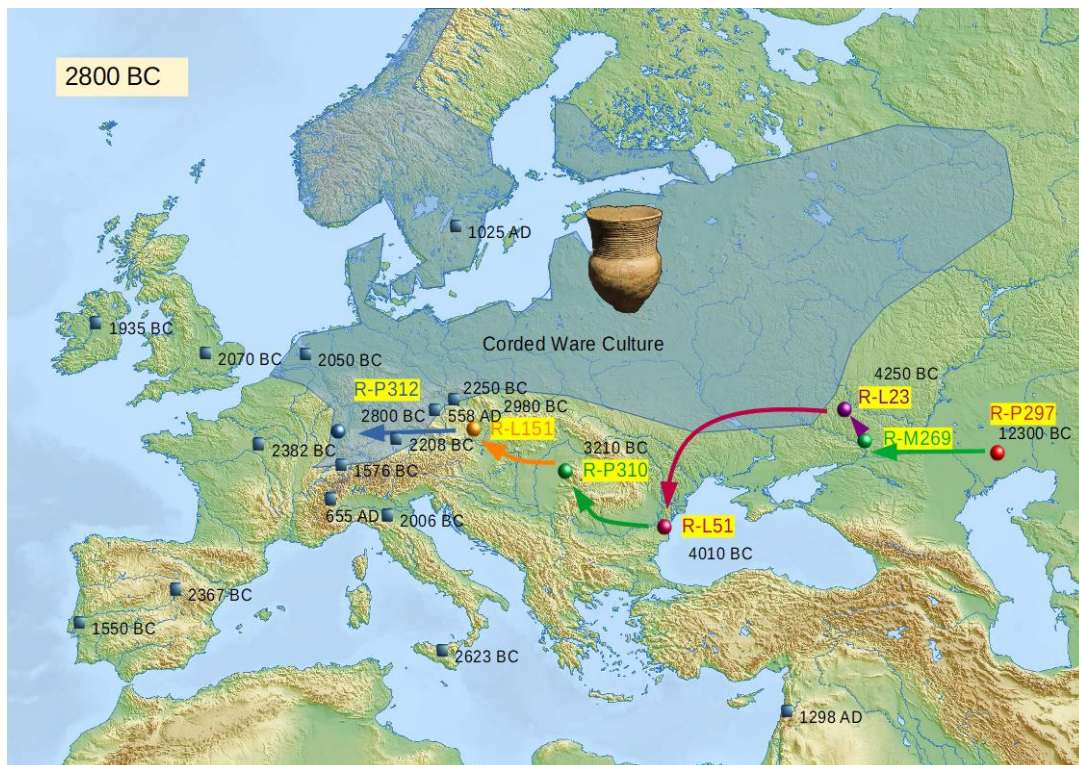 2800 BC
1025 AD
1935 BC
2070 BC
2050 BC
Corded Ware Culture
4250 BC
R-P312
2250 BC
R-L23
2800 BC
558 AD
2980 BC
R-P297
R-L151
R-M269
12300 BC
2382 BC
2208 BC
3210 BC
1576 BC
R-P310
655 AD
2006 BC
R-L51
4010 BC
2367 BC
1550 BC
2623 BC
1298 AD